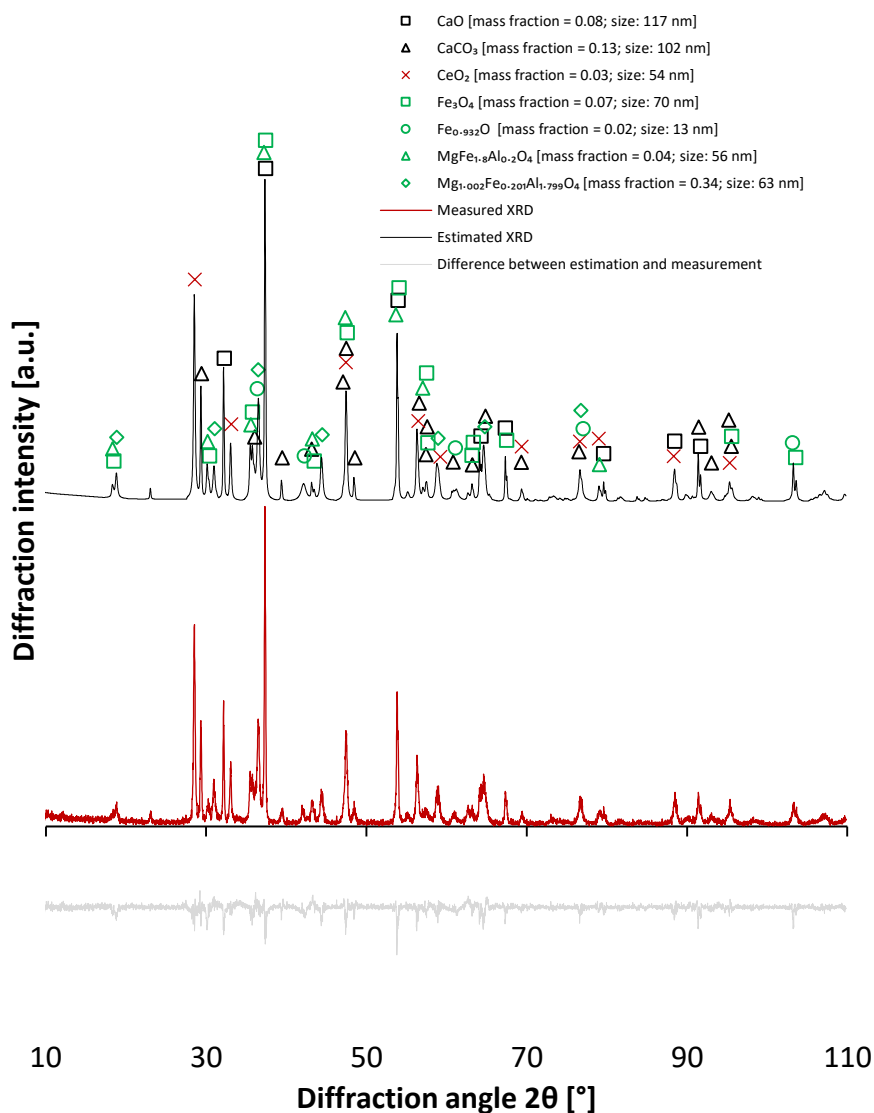 CaO [mass fraction = 0.08; size: 117 nm]
CaCO₃ [mass fraction = 0.13; size: 102 nm]
CeO₂ [mass fraction = 0.03; size: 54 nm]
Fe₃O₄ [mass fraction = 0.07; size: 70 nm]
Fe₀.₉₃₂O [mass fraction = 0.02; size: 13 nm]
MgFe₁.₈Al₀.₂O₄ [mass fraction = 0.04; size: 56 nm]
Mg₁.₀₀₂Fe₀.₂₀₁Al₁.₇₉₉O₄ [mass fraction = 0.34; size: 63 nm]
Measured XRD
Estimated XRD
Difference between estimation and measurement
Diffraction intensity [a.u.]
10 30 50 70 90 110
Diffraction angle 2θ [°]